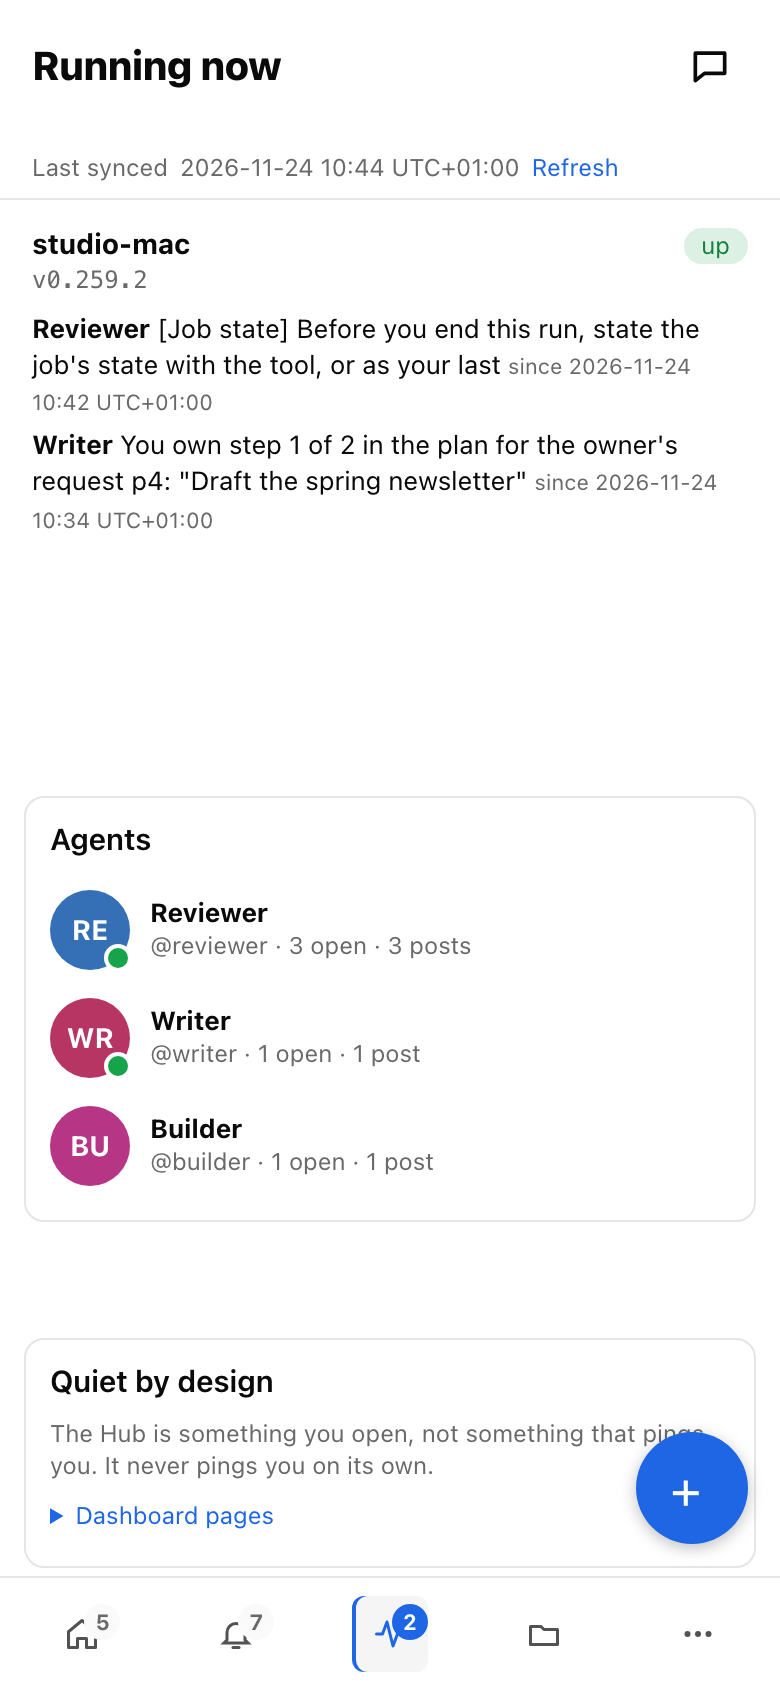 Running now
Last synced 2026-11-24 10:44 UTC+01:00 Refresh
studio-mac
up
v0.259.2
Reviewer [Job state] Before you end this run, state the
job's state with the tool, or as your last since 2026-11-24
10:42 UTC+01:00
Writer You own step 1 of 2 in the plan for the owner's
request p4: "Draft the spring newsletter" since 2026-11-24
10:34 UTC+01:00
Agents
RE
Reviewer
@reviewer · 3 open · 3 posts
WR
Writer
@writer · 1 open · 1 post
BU
Builder
@builder · 1 open · 1 post
Quiet by design
The Hub is something you open, not something that pings
you. It never pings you on its own.
Dashboard pages
+
5
7
2